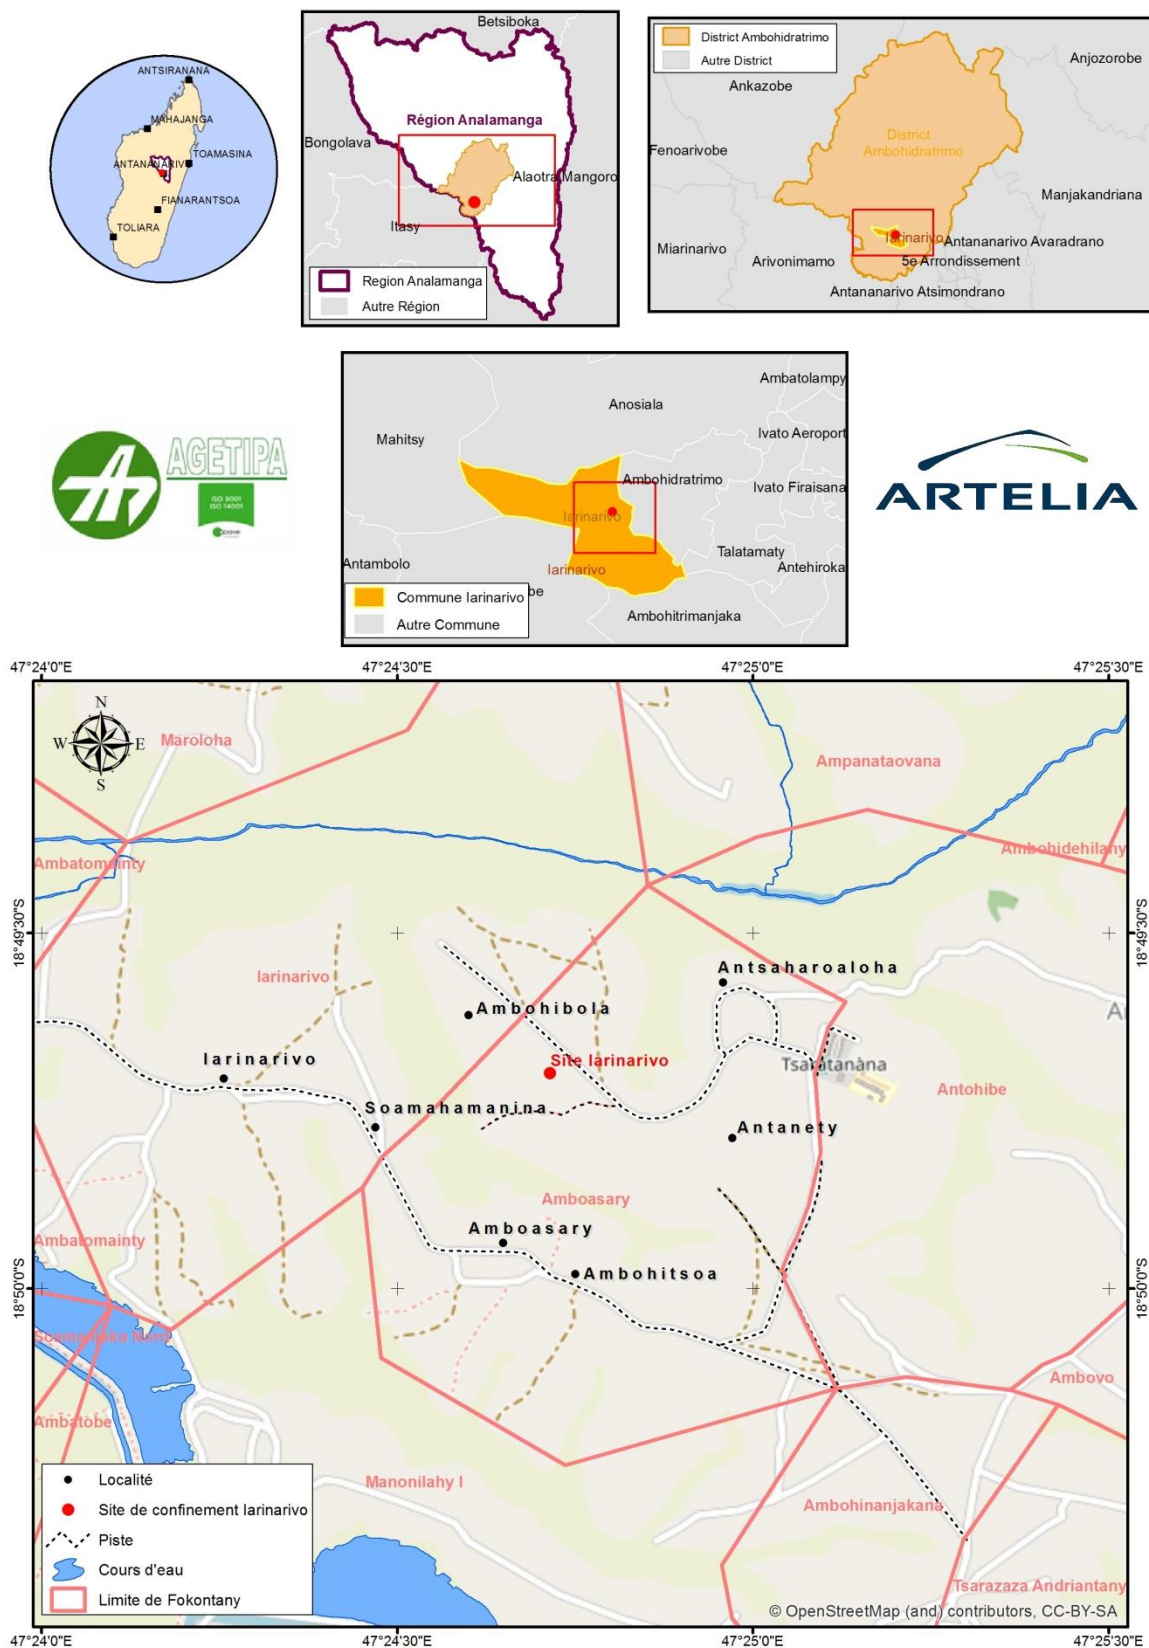 ANTSIRANANA
MAHAJANGA
TOAMASINA
ANTANANARIVO
FIANARANTSOA
TOLIARA
Betsiboka
Région Analamanga
Bongolava
Alaotra Mangoro
Itasy
Region Analamanga
Autre Région
District Ambohidratrimo
Autre District
Anjozorobe
Ankazobe
District
Ambohidratrimo
Fenoarivobe
Manjakandriana
Iarinarivo
Antananarivo Avaradrano
Miarinarivo
Arivonimamo
5e Arrondissement
Antananarivo Atsimondrano
AGETIPA
ISO 9001
ISO 14001
Ambatolampy
Anosiala
Mahitsy
Ivato Aeroport
Ambohidratrimo
Ivato Firaisana
Iarinarivo
Talatamaty
Antambolo
Iarinarivo
Antehiroka
be
Ambohitrimanjaka
Commune Iarinarivo
Autre Commune
ARTELIA
47°24'0"E
47°24'30"E
47°25'0"E
47°25'30"E
N
W
E
S
Maroloha
Ampanataovana
Ambatomainty
Ambohidehilany
18°49'30"S
18°49'30"S
Iarinarivo
Antsaharoaloha
Ambohibola
Iarinarivo
Site Iarinarivo
Tsaratanàna
Soamahamanina
Antohibe
Antanety
Amboasary
Amboasary
Ambatomainty
Ambohitsoa
18°50'0"S
18°50'0"S
Ambovo
Ambatobe
Manonilahy I
Ambohinanjakana
Tsarazaza Andriantany
Localité
Site de confinement Iarinarivo
Piste
Cours d'eau
Limite de Fokontany
© OpenStreetMap (and) contributors, CC-BY-SA
47°24'0"E
47°24'30"E
47°25'0"E
47°25'30"E